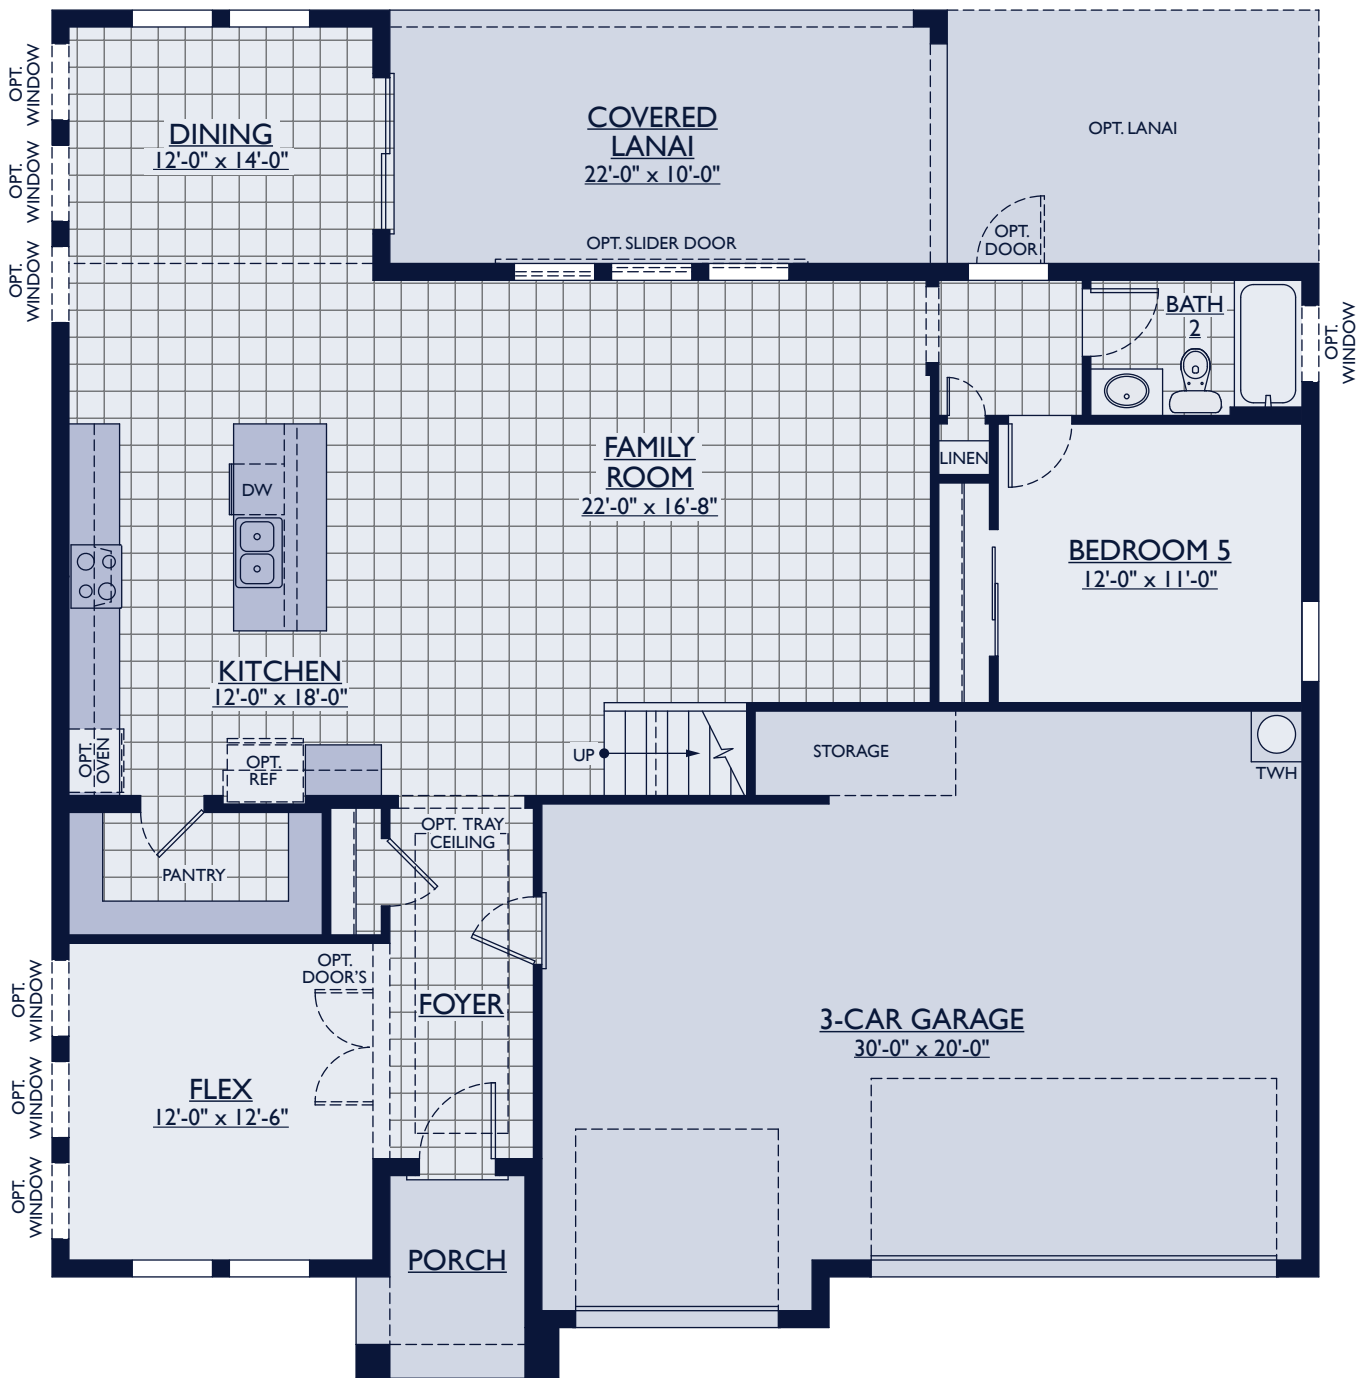 OPT.
WINDOW
OPT.
WINDOW
OPT.
WINDOW
DINING
12'-0" x 14'-0"
COVERED
LANAI
22'-0" x 10'-0"
OPT. LANAI
OPT. SLIDER DOOR
OPT.
DOOR
BATH
2
OPT.
WINDOW
FAMILY
ROOM
22'-0" x 16'-8"
LINEN
DW
BEDROOM 5
12'-0" x 11'-0"
KITCHEN
12'-0" x 18'-0"
OPT.
OVEN
OPT.
REF
UP
STORAGE
TWH
OPT. TRAY
CEILING
PANTRY
OPT.
DOOR'S
FOYER
3-CAR GARAGE
30'-0" x 20'-0"
OPT.
WINDOW
OPT.
WINDOW
OPT.
WINDOW
FLEX
12'-0" x 12'-6"
PORCH